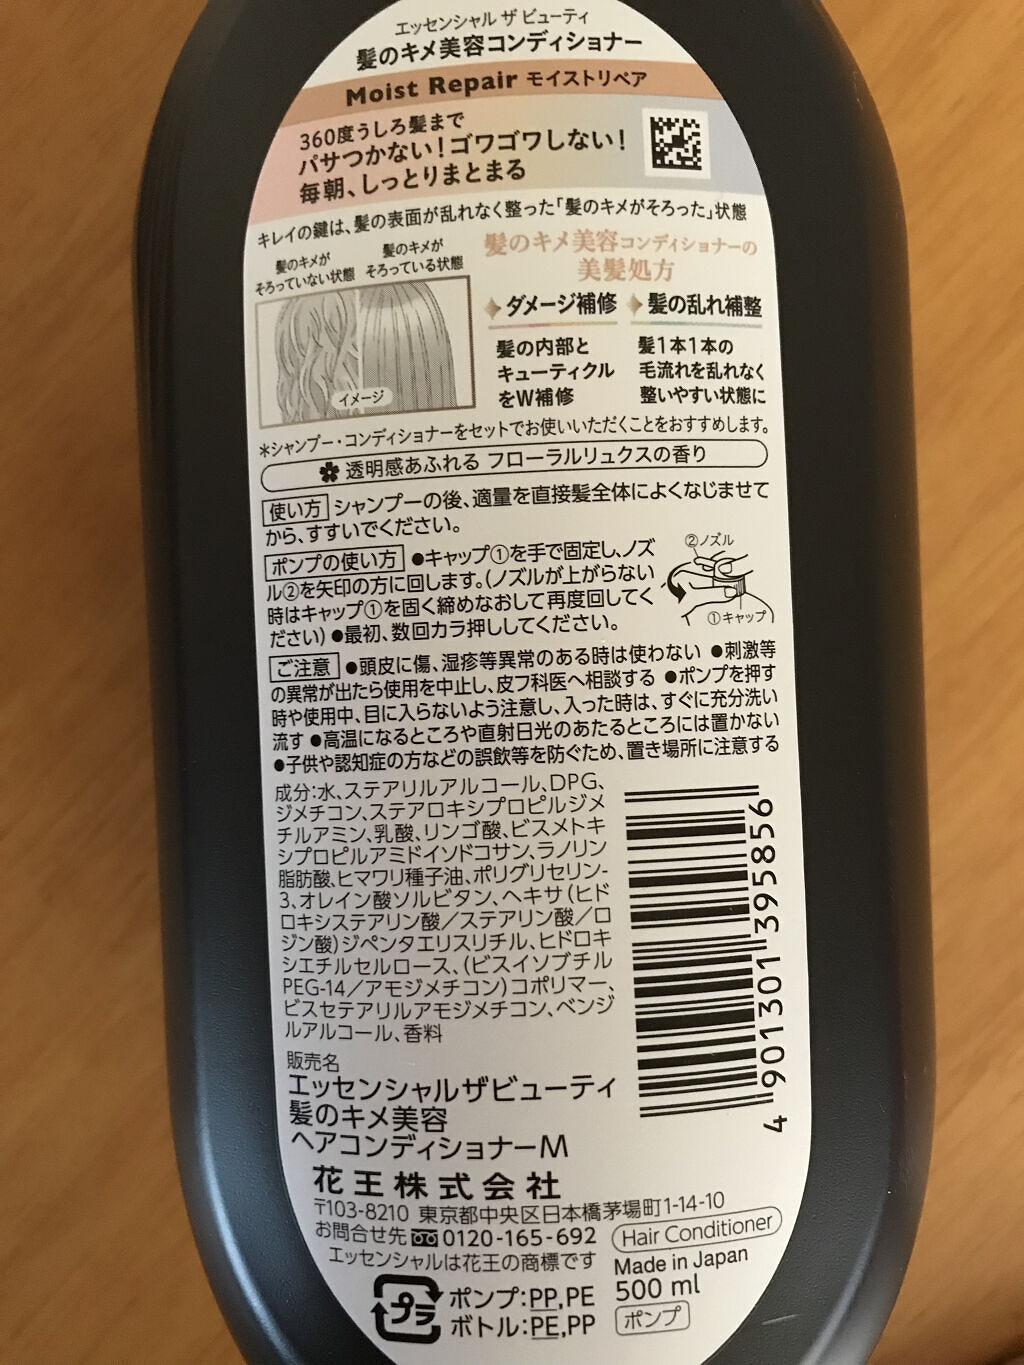 エッセンシャル ザ ビューティ
髪のキメ美容コンディショナー
Moist Repair モイストリペア
360度うしろ髪まで
パサつかない!ゴワゴワしない!
毎朝、しっとりまとまる
キレイの鍵は、髪の表面が乱れなく整った「髪のキメがそろった」状態
髪のキメが
そろっていない状態
髪のキメが
そろっている状態
イメージ
髪のキメ美容コンディショナーの
美髪処方
ダメージ補修
髪の内部と
キューティクル
をW補修
髪の乱れ補整
髪1本1本の
毛流れを乱れなく
整いやすい状態に
*シャンプー・コンディショナーをセットでお使いいただくことをおすすめします。
透明感あふれる フローラルリュクスの香り
使い方 シャンプーの後、適量を直接髪全体によくなじませて
から、すすいでください。
ポンプの使い方 ●キャップ①を手で固定し、ノズ
ル②を矢印の方に回します。(ノズルが上がらない
時はキャップ①を固く締めなおして再度回してく
ださい) ●最初、数回カラ押ししてください。
②ノズル
①キャップ
ご注意 ●頭皮に傷、湿疹等異常のある時は使わない ●刺激等
の異常が出たら使用を中止し、皮フ科医へ相談する ●ポンプを押す
時や使用中、目に入らないよう注意し、入った時は、すぐに充分洗い
流す ●高温になるところや直射日光のあたるところには置かない
●子供や認知症の方などの誤飲等を防ぐため、置き場所に注意する
成分:水、ステアリルアルコール、DPG、
ジメチコン、ステアロキシプロピルジメ
チルアミン、乳酸、リンゴ酸、ビスメトキ
シプロピルアミドイソドコサン、ラノリン
脂肪酸、ヒマワリ種子油、ポリグリセリン-
3、オレイン酸ソルビタン、ヘキサ(ヒド
ロキシステアリン酸/ステアリン酸/ロ
ジン酸)ジペンタエリスリチル、ヒドロキ
シエチルセルロース、(ビスイソブチル
PEG-14/アモジメチコン)コポリマー、
ビスセテアリルアモジメチコン、ベンジ
ルアルコール、香料
4 901301 395856
販売名
エッセンシャルザビューティ
髪のキメ美容
ヘアコンディショナーM
花王株式会社
〒103-8210 東京都中央区日本橋茅場町1-14-10
お問合せ先 0120-165-692
エッセンシャルは花王の商標です
Hair Conditioner
Made in Japan
500 ml
ポンプ
プラ
ポンプ:PP,PE
ボトル:PE,PP